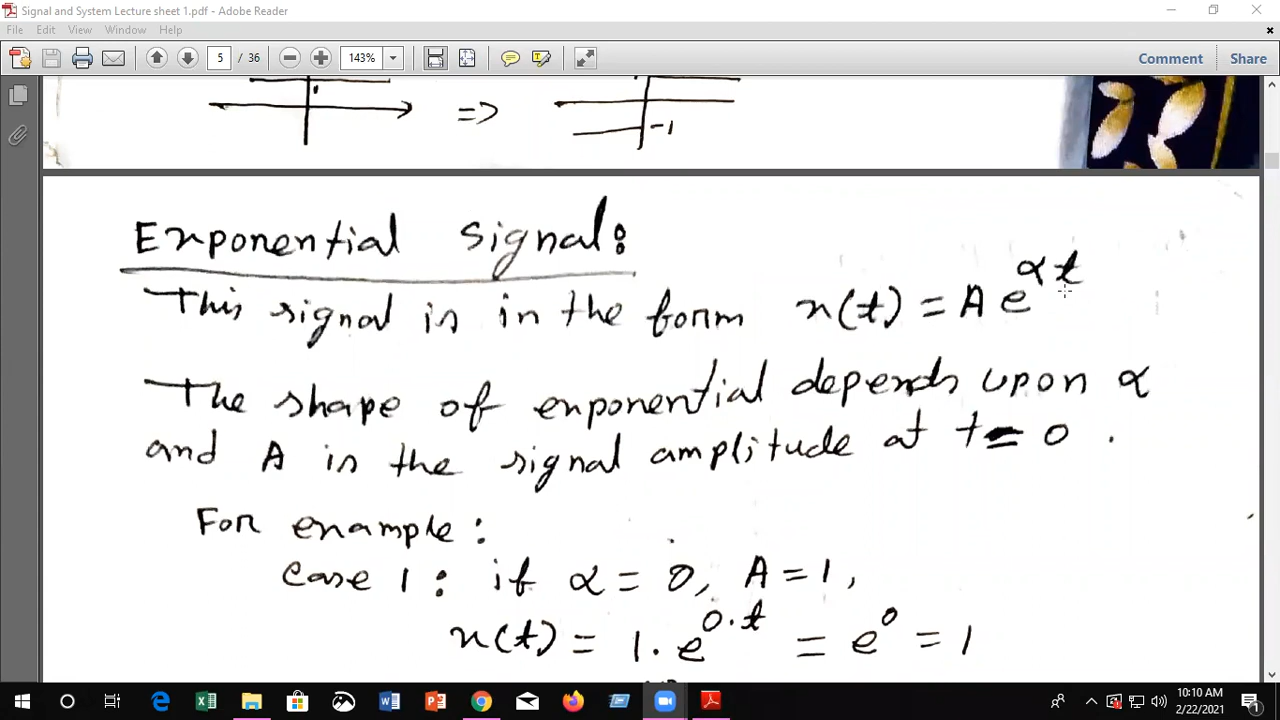 Signal and System Lecture sheet 1.pdf - Adobe Reader
File Edit View Window Help
5 / 36 143% Comment Share
=> -1
Exponential signal:
This signal is in the form x(t) = A e^αt
The shape of exponential depends upon α
and A is the signal amplitude at t = 0 .
For example :
case 1 : if α = 0, A = 1,
x(t) = 1 . e^0.t = e^0 = 1
10:10 AM
2/22/2021